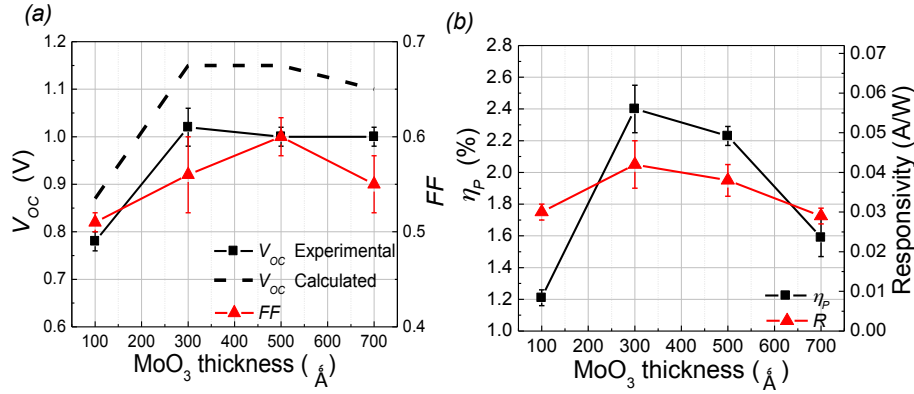 (a)
1.2
1.1
1.0
0.9
0.8
0.7
0.6
V_OC (V)
0.7
0.6
0.5
0.4
FF
V_OC Experimental
V_OC Calculated
FF
100 200 300 400 500 600 700
MoO₃ thickness (Å)
(b)
2.8
2.6
2.4
2.2
2.0
1.8
1.6
1.4
1.2
1.0
η_P (%)
0.07
0.06
0.05
0.04
0.03
0.02
0.01
0.00
Responsivity (A/W)
η_P
R
100 200 300 400 500 600 700
MoO₃ thickness (Å)